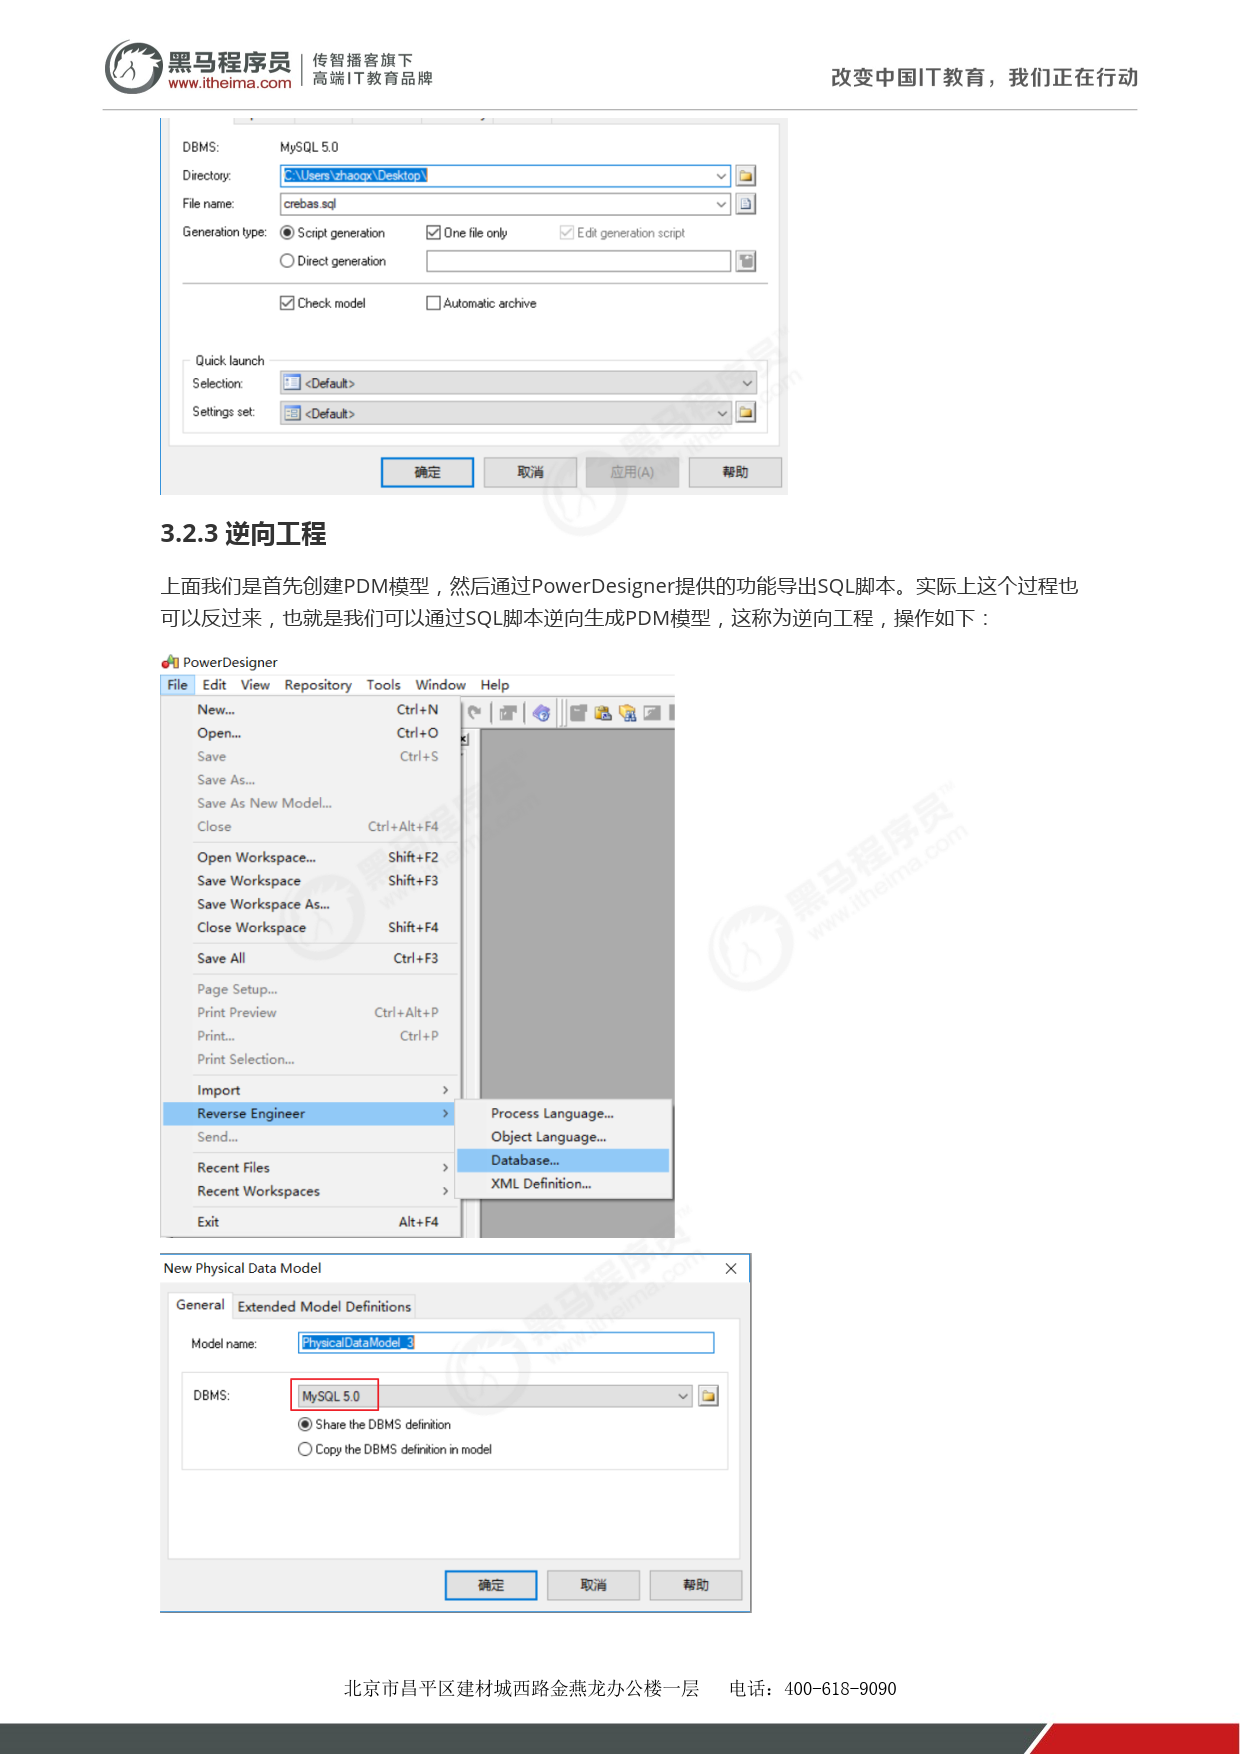 黑马程序员
www.itheima.com
传智播客旗下
高端IT教育品牌
改变中国IT教育，我们正在行动
DBMS: MySQL 5.0
Directory: C:\Users\zhaoqx\Desktop\
File name: crebas.sql
Generation type: Script generation One file only Edit generation script
Direct generation
Check model Automatic archive
Quick launch
Selection: <Default>
Settings set: <Default>
确定 取消 应用(A) 帮助
3.2.3 逆向工程
上面我们是首先创建PDM模型，然后通过PowerDesigner提供的功能导出SQL脚本。实际上这个过程也
可以反过来，也就是我们可以通过SQL脚本逆向生成PDM模型，这称为逆向工程，操作如下：
PowerDesigner
File Edit View Repository Tools Window Help
New... Ctrl+N
Open... Ctrl+O
Save Ctrl+S
Save As...
Save As New Model...
Close Ctrl+Alt+F4
Open Workspace... Shift+F2
Save Workspace Shift+F3
Save Workspace As...
Close Workspace Shift+F4
Save All Ctrl+F3
Page Setup...
Print Preview Ctrl+Alt+P
Print... Ctrl+P
Print Selection...
Import
Reverse Engineer Process Language...
Send... Object Language...
Database...
Recent Files
XML Definition...
Recent Workspaces
Exit Alt+F4
New Physical Data Model
General Extended Model Definitions
Model name: PhysicalDataModel_3
DBMS: MySQL 5.0
Share the DBMS definition
Copy the DBMS definition in model
确定 取消 帮助
黑马程序员
www.itheima.com
北京市昌平区建材城西路金燕龙办公楼一层 电话：400-618-9090